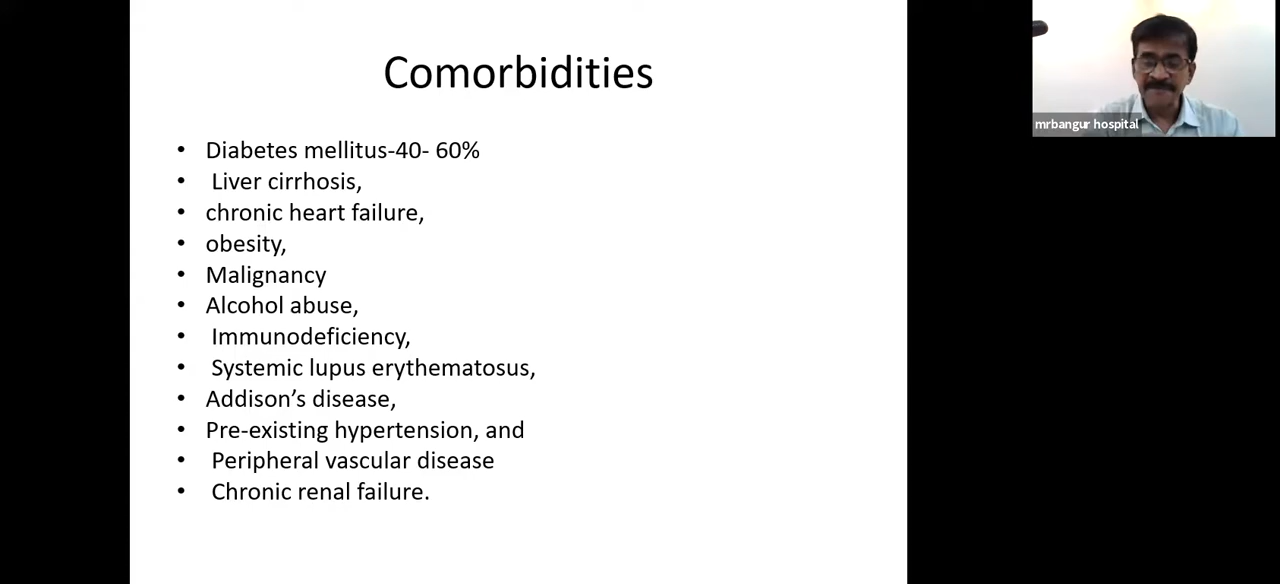 Comorbidities
• Diabetes mellitus-40- 60%
• Liver cirrhosis,
• chronic heart failure,
• obesity,
• Malignancy
• Alcohol abuse,
• Immunodeficiency,
• Systemic lupus erythematosus,
• Addison’s disease,
• Pre-existing hypertension, and
• Peripheral vascular disease
• Chronic renal failure.
mrbangur hospital